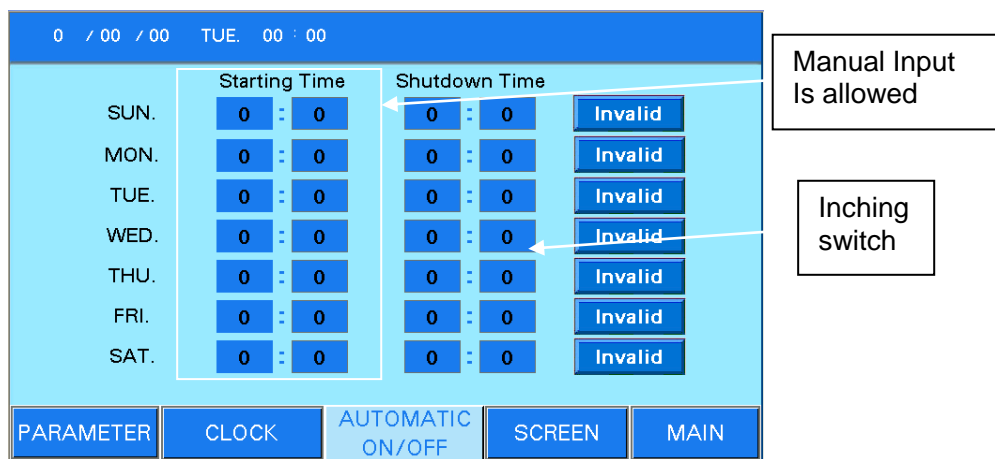 0 / 00 / 00 TUE. 00 : 00
Starting Time Shutdown Time
SUN. 0 : 0 0 : 0 Invalid
MON. 0 : 0 0 : 0 Invalid
TUE. 0 : 0 0 : 0 Invalid
WED. 0 : 0 0 : 0 Invalid
THU. 0 : 0 0 : 0 Invalid
FRI. 0 : 0 0 : 0 Invalid
SAT. 0 : 0 0 : 0 Invalid
PARAMETER CLOCK AUTOMATIC ON/OFF SCREEN MAIN
Manual Input
Is allowed
Inching
switch